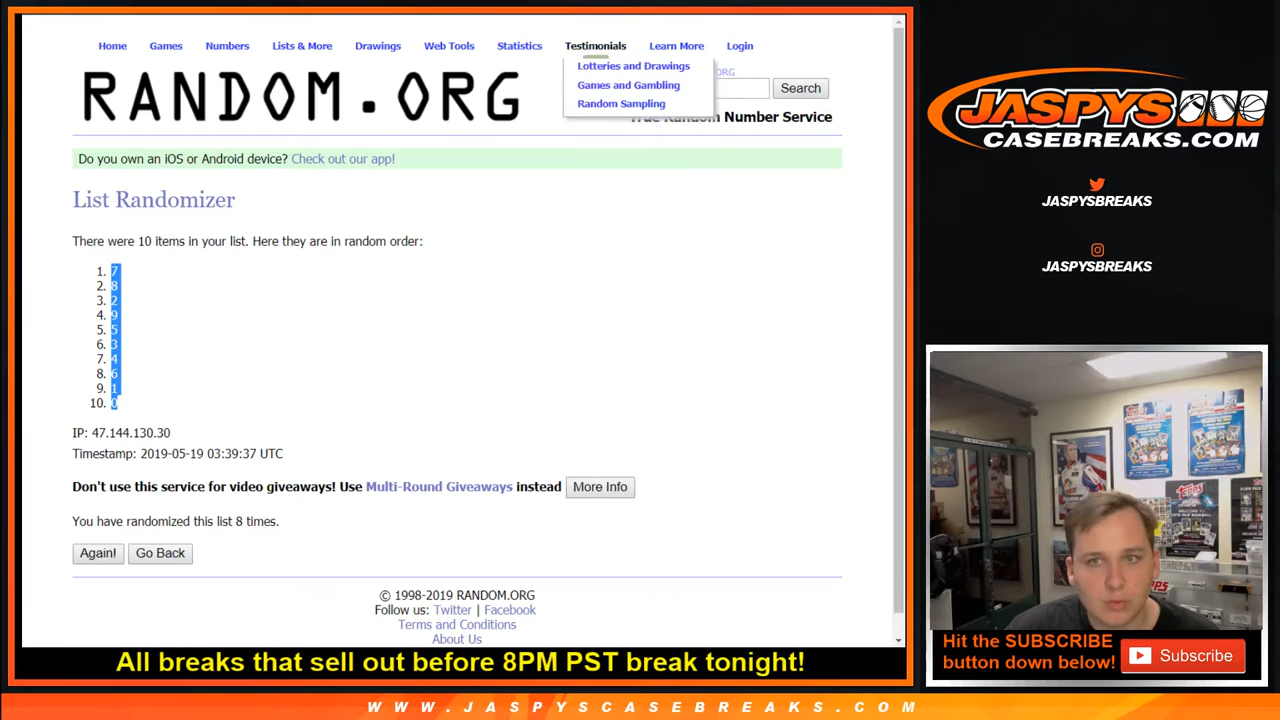 Home Games Numbers Lists & More Drawings Web Tools Statistics Testimonials Learn More Login
Lotteries and Drawings
Games and Gambling
Random Sampling
ORG
Search
RANDOM.ORG
True Random Number Service
Do you own an iOS or Android device? Check out our app!
List Randomizer
There were 10 items in your list. Here they are in random order:
1. 7
2. 8
3. 2
4. 9
5. 5
6. 3
7. 4
8. 6
9. 1
10. 0
IP: 47.144.130.30
Timestamp: 2019-05-19 03:39:37 UTC
Don't use this service for video giveaways! Use Multi-Round Giveaways instead More Info
You have randomized this list 8 times.
Again! Go Back
© 1998-2019 RANDOM.ORG
Follow us: Twitter | Facebook
Terms and Conditions
About Us
JASPYS
CASEBREAKS.COM
JASPYSBREAKS
JASPYSBREAKS
TOPPS
Hit the SUBSCRIBE
button down below!
Subscribe
All breaks that sell out before 8PM PST break tonight!
WWW.JASPYSCASEBREAKS.COM